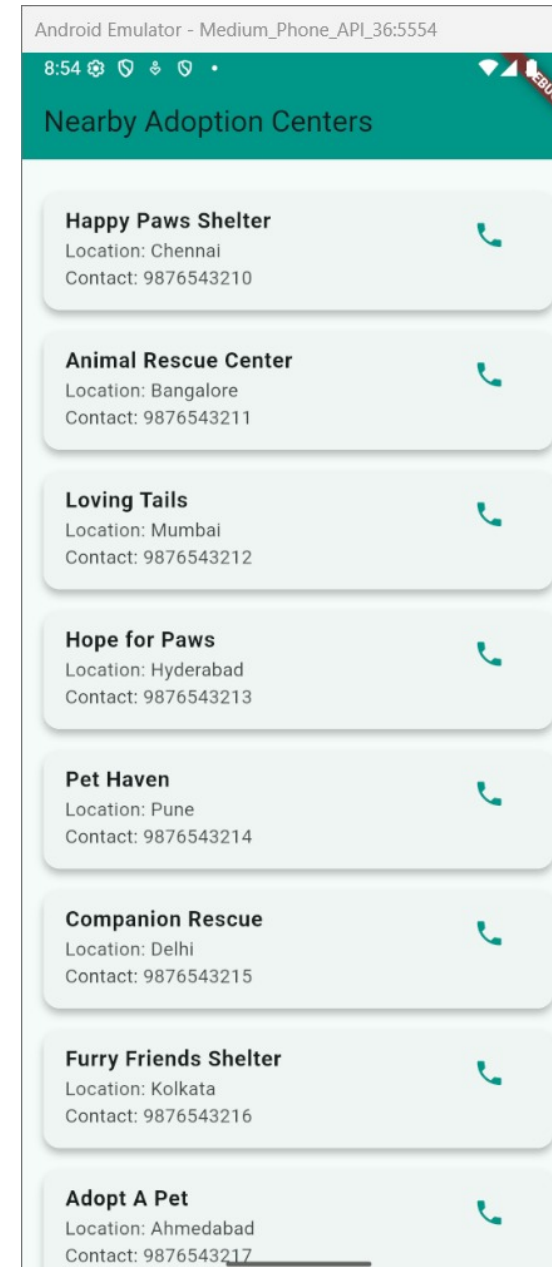 Android Emulator - Medium_Phone_API_36:5554
8:54
Nearby Adoption Centers
Happy Paws Shelter
Location: Chennai
Contact: 9876543210
Animal Rescue Center
Location: Bangalore
Contact: 9876543211
Loving Tails
Location: Mumbai
Contact: 9876543212
Hope for Paws
Location: Hyderabad
Contact: 9876543213
Pet Haven
Location: Pune
Contact: 9876543214
Companion Rescue
Location: Delhi
Contact: 9876543215
Furry Friends Shelter
Location: Kolkata
Contact: 9876543216
Adopt A Pet
Location: Ahmedabad
Contact: 9876543217